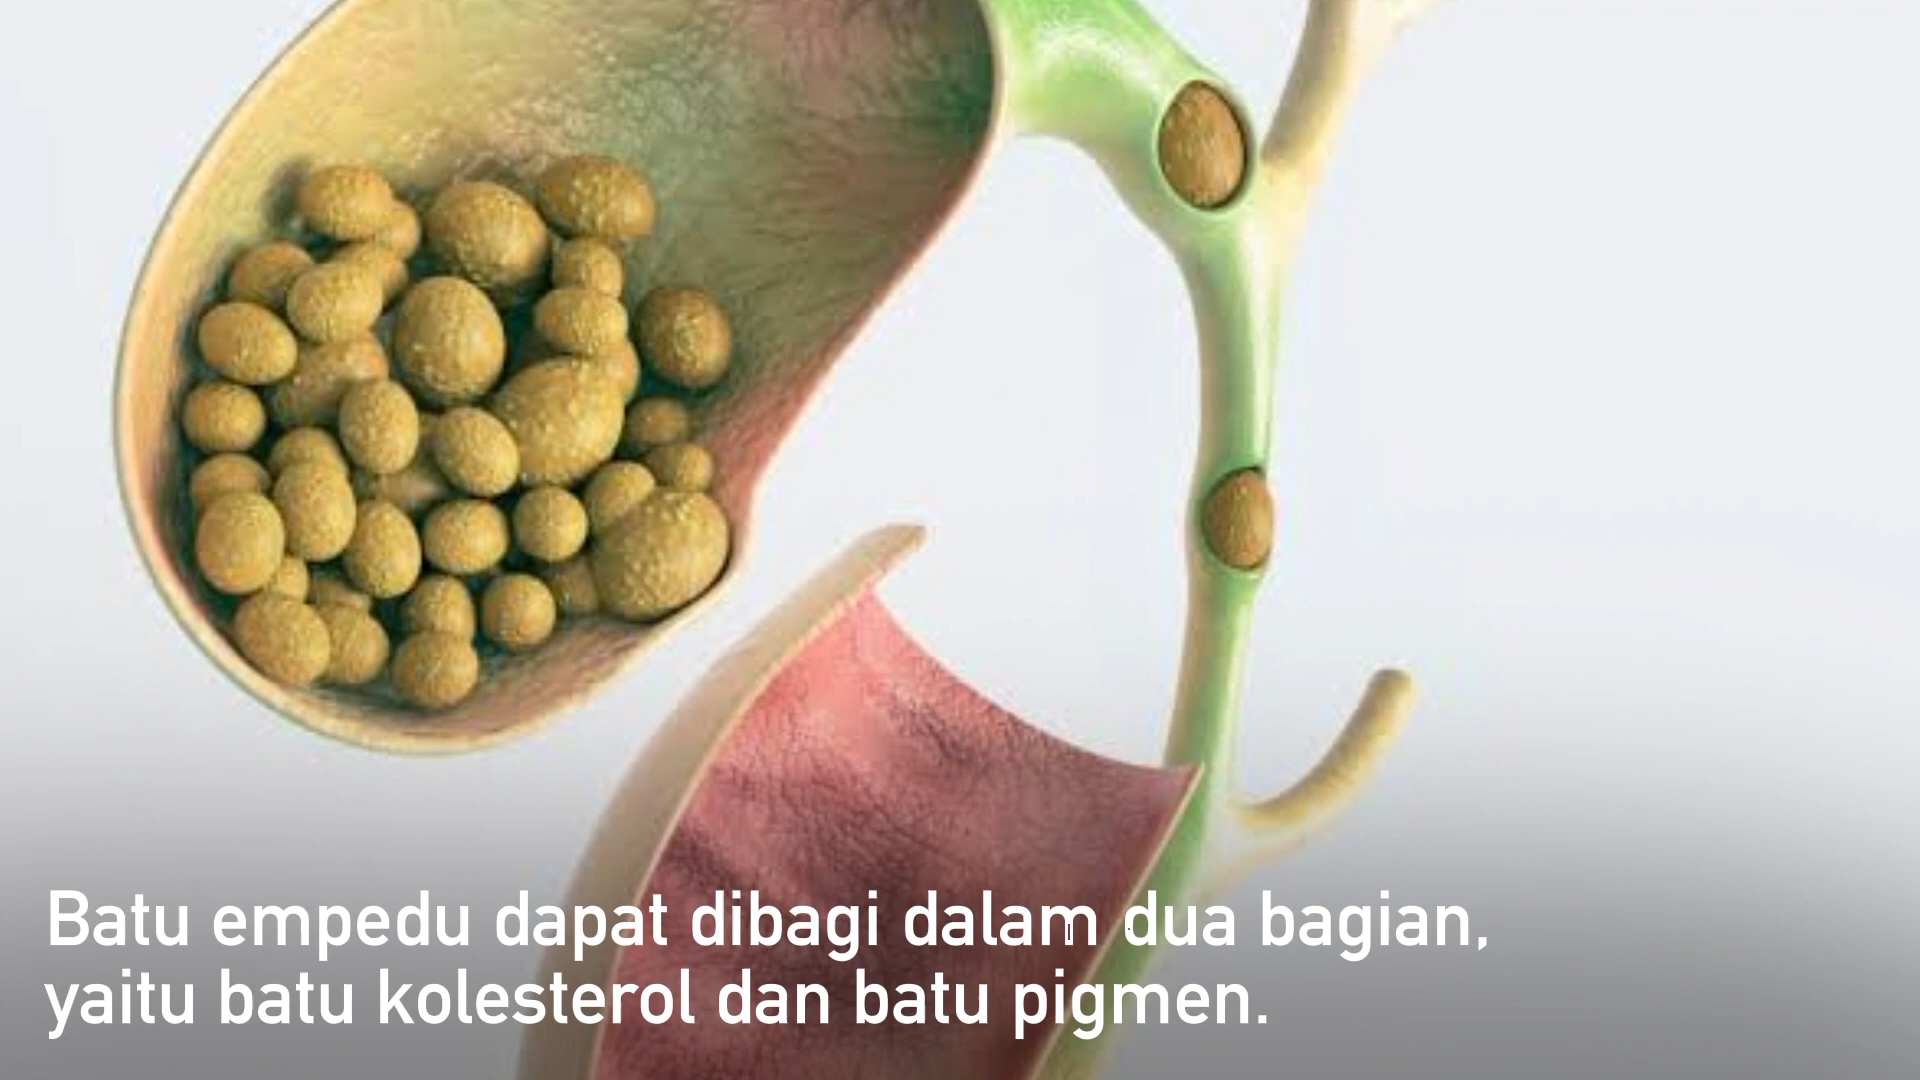 Batu empedu dapat dibagi dalam dua bagian,
yaitu batu kolesterol dan batu pigmen.